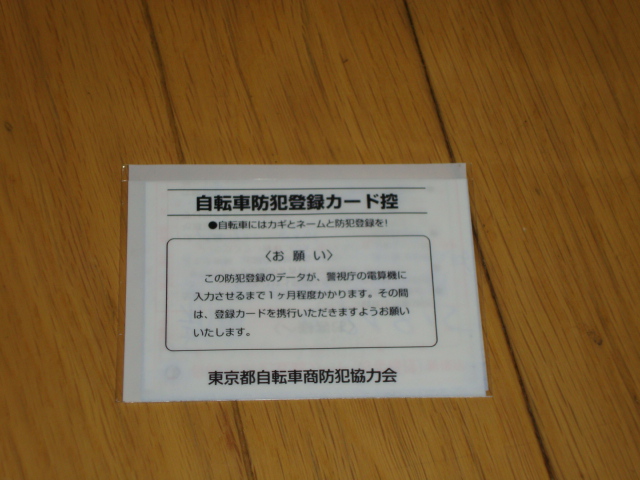 自転車防犯登録カード控
●自転車にはカギとネームと防犯登録を!
〈お願い〉
この防犯登録のデータが、警視庁の電算機に
入力させるまで1ヶ月程度かかります。その間
は、登録カードを携行いただきますようお願い
いたします。
東京都自転車商防犯協力会